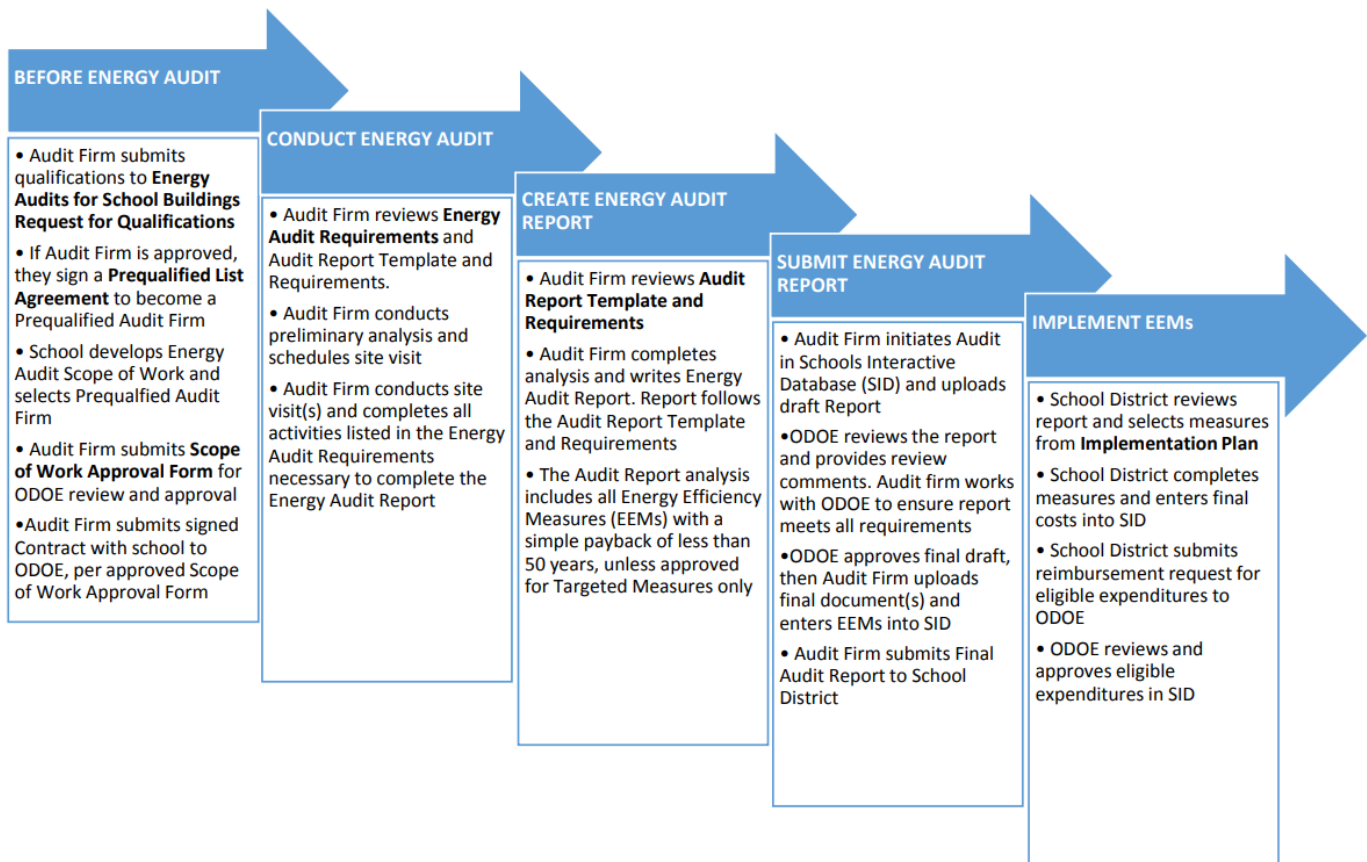 BEFORE ENERGY AUDIT
• Audit Firm submits
qualifications to Energy
Audits for School Buildings
Request for Qualifications
• If Audit Firm is approved,
they sign a Prequalified List
Agreement to become a
Prequalified Audit Firm
• School develops Energy
Audit Scope of Work and
selects Prequalfied Audit
Firm
• Audit Firm submits Scope
of Work Approval Form for
ODOE review and approval
•Audit Firm submits signed
Contract with school to
ODOE, per approved Scope
of Work Approval Form
CONDUCT ENERGY AUDIT
• Audit Firm reviews Energy
Audit Requirements and
Audit Report Template and
Requirements.
• Audit Firm conducts
preliminary analysis and
schedules site visit
• Audit Firm conducts site
visit(s) and completes all
activities listed in the Energy
Audit Requirements
necessary to complete the
Energy Audit Report
CREATE ENERGY AUDIT
REPORT
• Audit Firm reviews Audit
Report Template and
Requirements
• Audit Firm completes
analysis and writes Energy
Audit Report. Report follows
the Audit Report Template
and Requirements
• The Audit Report analysis
includes all Energy Efficiency
Measures (EEMs) with a
simple payback of less than
50 years, unless approved
for Targeted Measures only
SUBMIT ENERGY AUDIT
REPORT
• Audit Firm initiates Audit
in Schools Interactive
Database (SID) and uploads
draft Report
•ODOE reviews the report
and provides review
comments. Audit firm works
with ODOE to ensure report
meets all requirements
•ODOE approves final draft,
then Audit Firm uploads
final document(s) and
enters EEMs into SID
• Audit Firm submits Final
Audit Report to School
District
IMPLEMENT EEMs
• School District reviews
report and selects measures
from Implementation Plan
• School District completes
measures and enters final
costs into SID
• School District submits
reimbursement request for
eligible expenditures to
ODOE
• ODOE reviews and
approves eligible
expenditures in SID